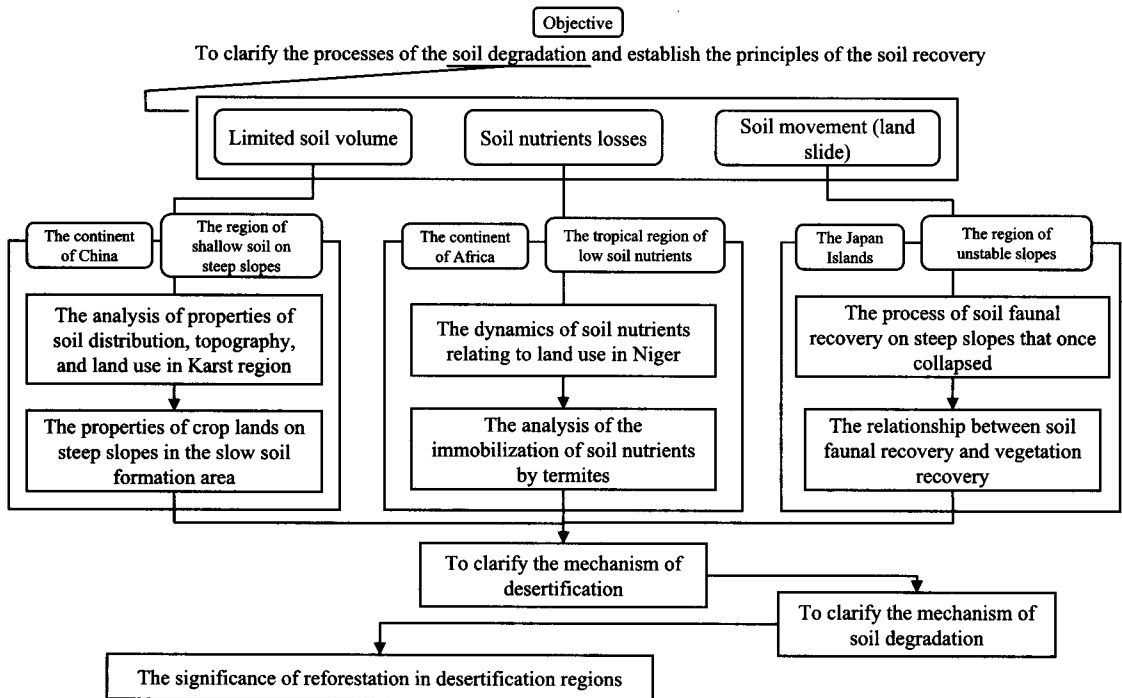 Objective
To clarify the processes of the soil degradation and establish the principles of the soil recovery
Limited soil volume
Soil nutrients losses
Soil movement (land
slide)
The continent
of China
The region of
shallow soil on
steep slopes
The continent
of Africa
The tropical region of
low soil nutrients
The Japan
Islands
The region of
unstable slopes
The analysis of properties of
soil distribution, topography,
and land use in Karst region
The dynamics of soil nutrients
relating to land use in Niger
The process of soil faunal
recovery on steep slopes that once
collapsed
The properties of crop lands on
steep slopes in the slow soil
formation area
The analysis of the
immobilization of soil nutrients
by termites
The relationship between soil
faunal recovery and vegetation
recovery
To clarify the mechanism of
desertification
To clarify the mechanism of
soil degradation
The significance of reforestation in desertification regions